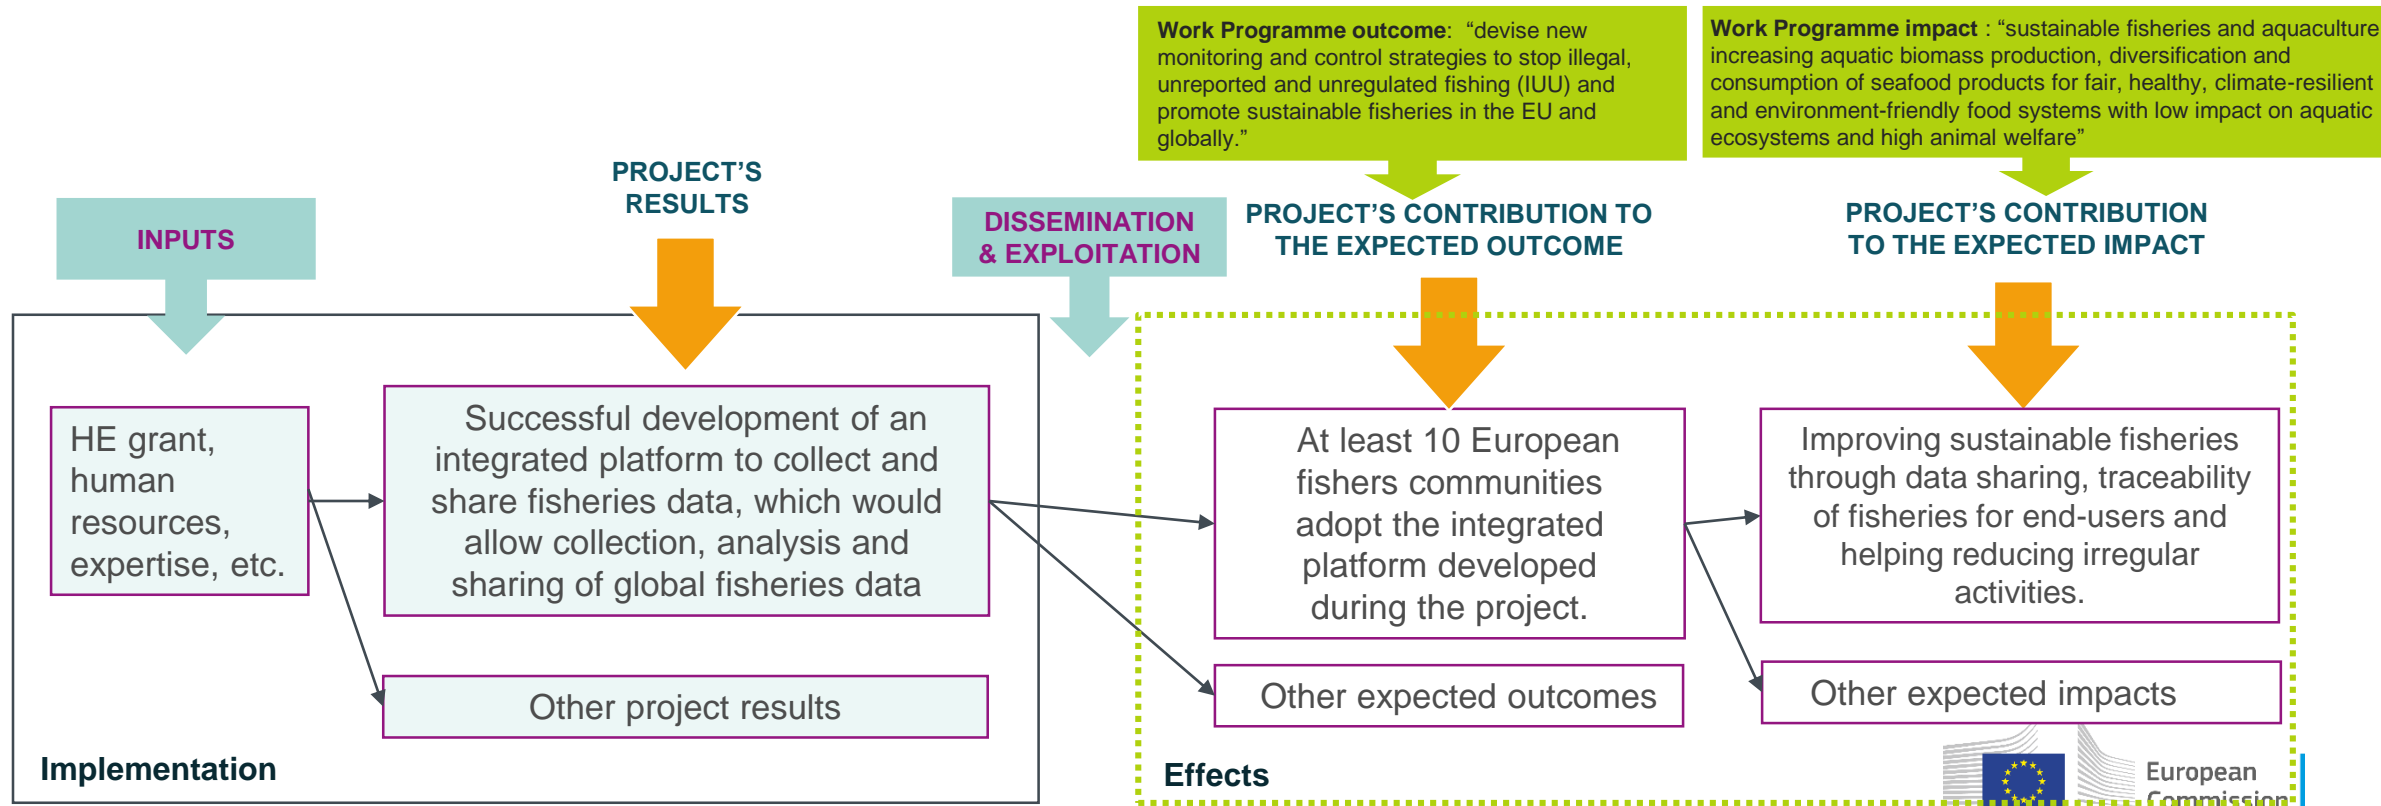 Work Programme outcome: “devise new
monitoring and control strategies to stop illegal,
unreported and unregulated fishing (IUU) and
promote sustainable fisheries in the EU and
globally.”
Work Programme impact : “sustainable fisheries and aquaculture
increasing aquatic biomass production, diversification and
consumption of seafood products for fair, healthy, climate-resilient
and environment-friendly food systems with low impact on aquatic
ecosystems and high animal welfare”
INPUTS
PROJECT’S
RESULTS
DISSEMINATION
& EXPLOITATION
PROJECT’S CONTRIBUTION TO
THE EXPECTED OUTCOME
PROJECT’S CONTRIBUTION
TO THE EXPECTED IMPACT
HE grant,
human
resources,
expertise, etc.
Successful development of an
integrated platform to collect and
share fisheries data, which would
allow collection, analysis and
sharing of global fisheries data
Other project results
At least 10 European
fishers communities
adopt the integrated
platform developed
during the project.
Other expected outcomes
Improving sustainable fisheries
through data sharing, traceability
of fisheries for end-users and
helping reducing irregular
activities.
Other expected impacts
Implementation
Effects
European
Commission